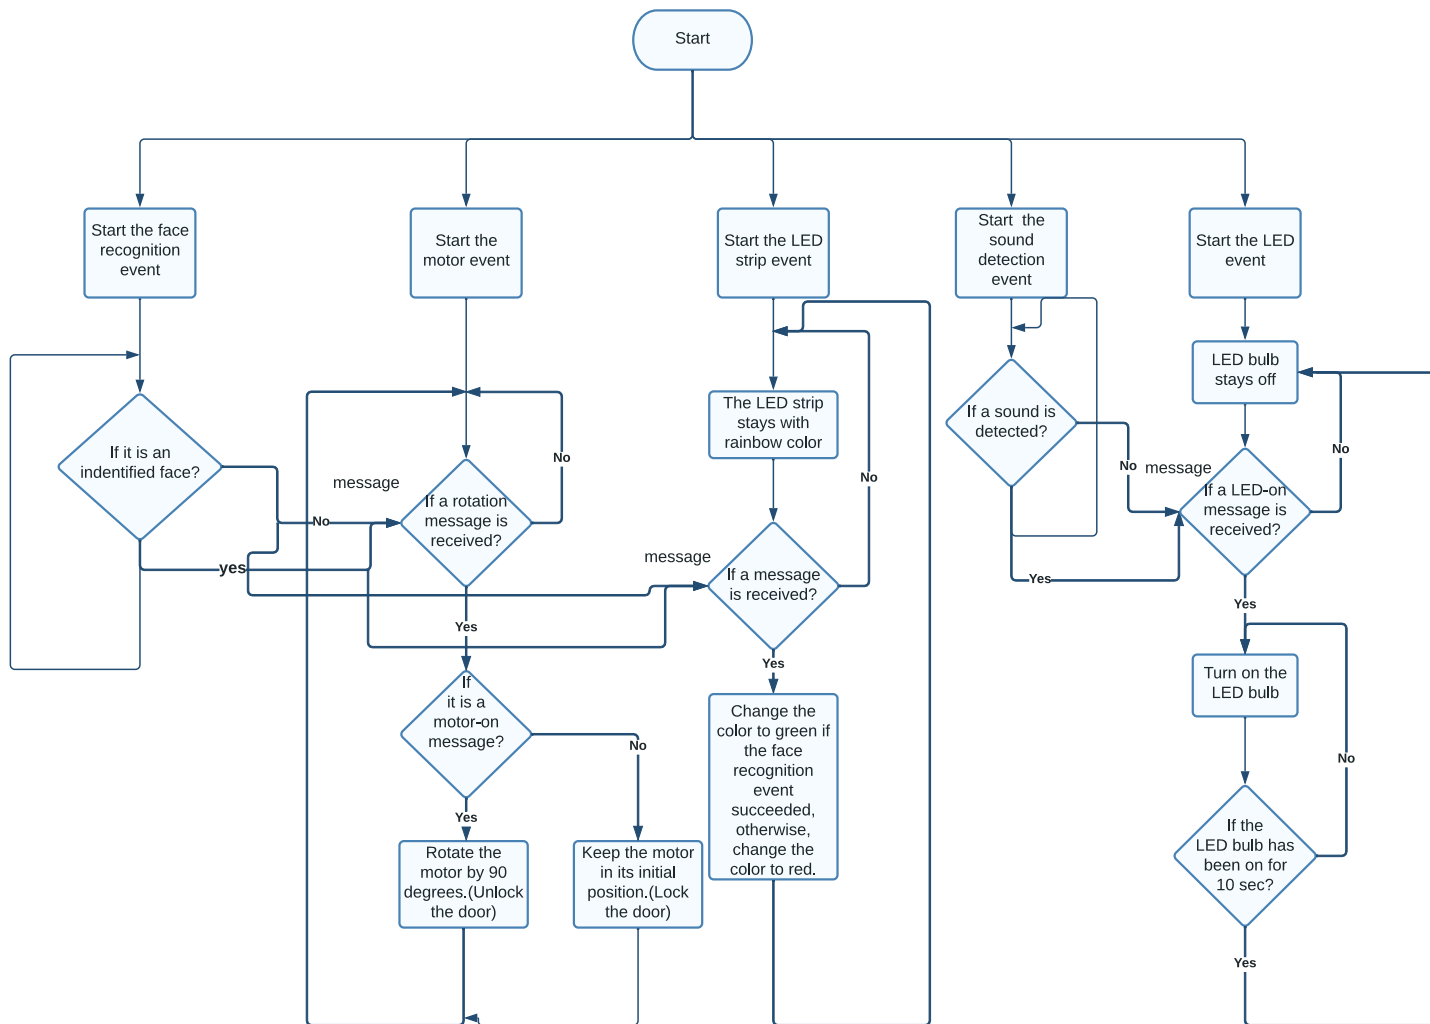 Start
Start the face
recognition
event
Start the
motor event
Start the LED
strip event
Start  the
sound
detection
event
Start the LED
event
If it is an
indentified face?
No
yes
message
If a rotation
message is
received?
No
Yes
If
it is a
motor-on
message?
No
Yes
Rotate the
motor by 90
degrees.(Unlock
the door)
Keep the motor
in its initial
position.(Lock
the door)
The LED strip
stays with
rainbow color
message
If a message
is received?
No
Yes
Change the
color to green if
the face
recognition
event
succeeded,
otherwise,
change the
color to red.
If a sound is
detected?
No
Yes
LED bulb
stays off
message
If a LED-on
message is
received?
No
Yes
Turn on the
LED bulb
If the
LED bulb has
been on for
10 sec?
No
Yes